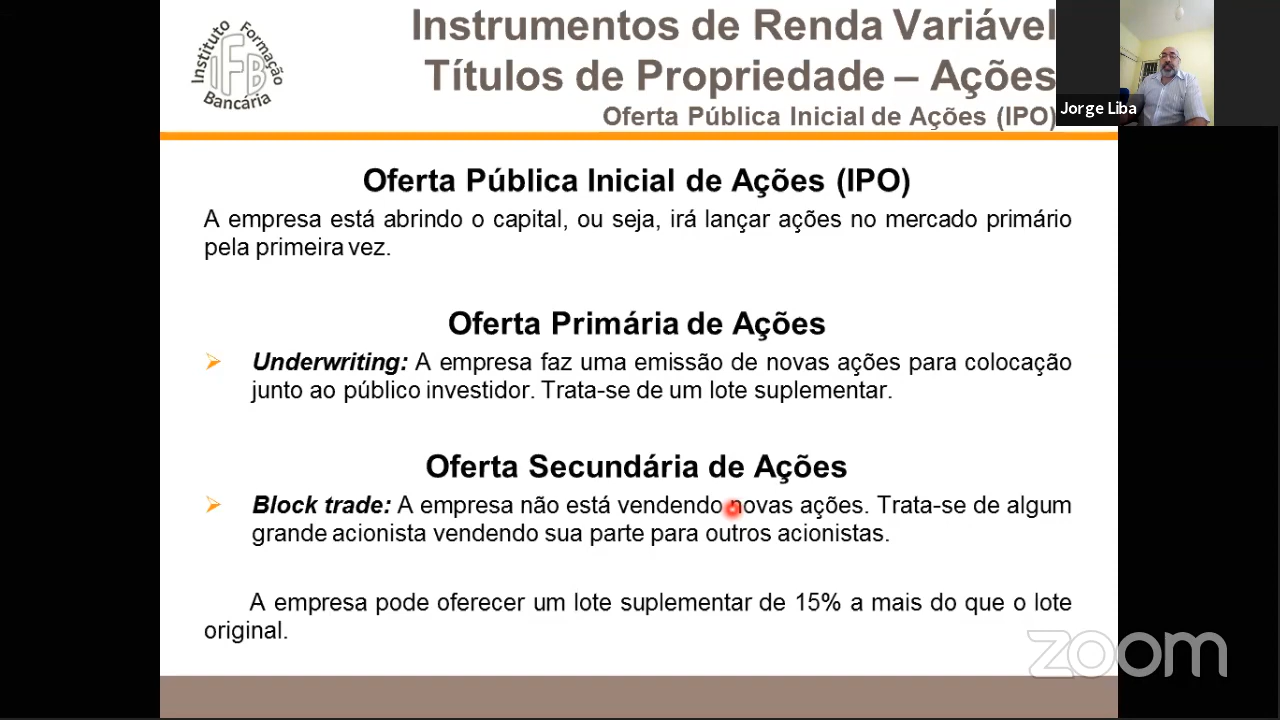 Instituto Formação
IFB
Bancária
Instrumentos de Renda Variável
Títulos de Propriedade – Ações
Oferta Pública Inicial de Ações (IPO)
Jorge Liba
Oferta Pública Inicial de Ações (IPO)
A empresa está abrindo o capital, ou seja, irá lançar ações no mercado primário
pela primeira vez.
Oferta Primária de Ações
Underwriting: A empresa faz uma emissão de novas ações para colocação
junto ao público investidor. Trata-se de um lote suplementar.
Oferta Secundária de Ações
Block trade: A empresa não está vendendo novas ações. Trata-se de algum
grande acionista vendendo sua parte para outros acionistas.
A empresa pode oferecer um lote suplementar de 15% a mais do que o lote
original.
zoom